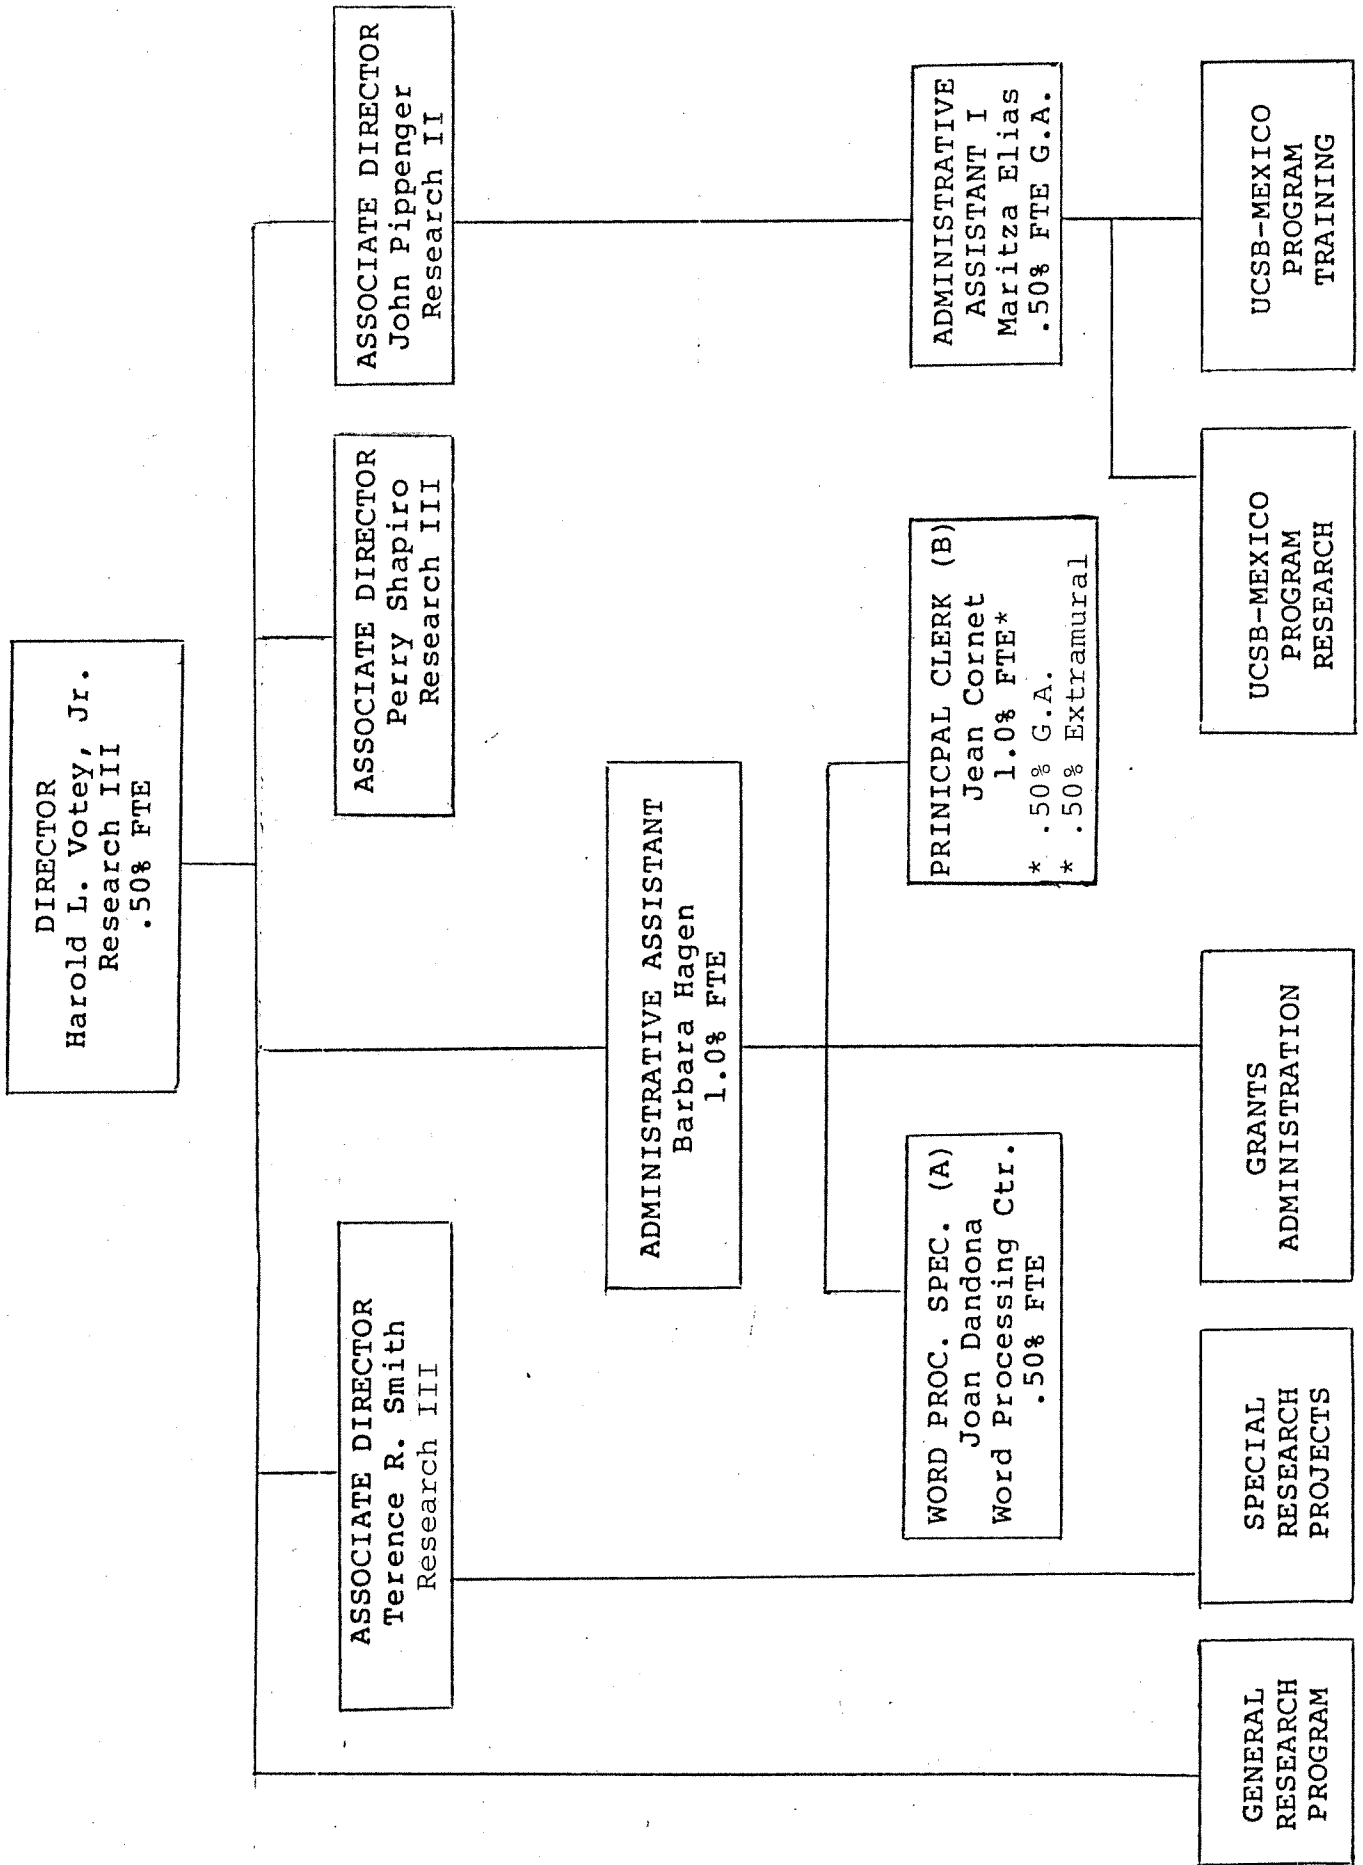 DIRECTOR
Harold L. Votey, Jr.
Research III
.50% FTE
ASSOCIATE DIRECTOR
Terence R. Smith
Research III
ASSOCIATE DIRECTOR
Perry Shapiro
Research III
ASSOCIATE DIRECTOR
John Pippenger
Research II
ADMINISTRATIVE ASSISTANT
Barbara Hagen
1.0% FTE
WORD PROC. SPEC. (A)
Joan Dandona
Word Processing Ctr.
.50% FTE
PRINICPAL CLERK (B)
Jean Cornet
1.0% FTE*
* .50% G.A.
* .50% Extramural
ADMINISTRATIVE
ASSISTANT I
Maritza Elias
.50% FTE G.A.
GENERAL
RESEARCH
PROGRAM
SPECIAL
RESEARCH
PROJECTS
GRANTS
ADMINISTRATION
UCSB-MEXICO
PROGRAM
RESEARCH
UCSB-MEXICO
PROGRAM
TRAINING